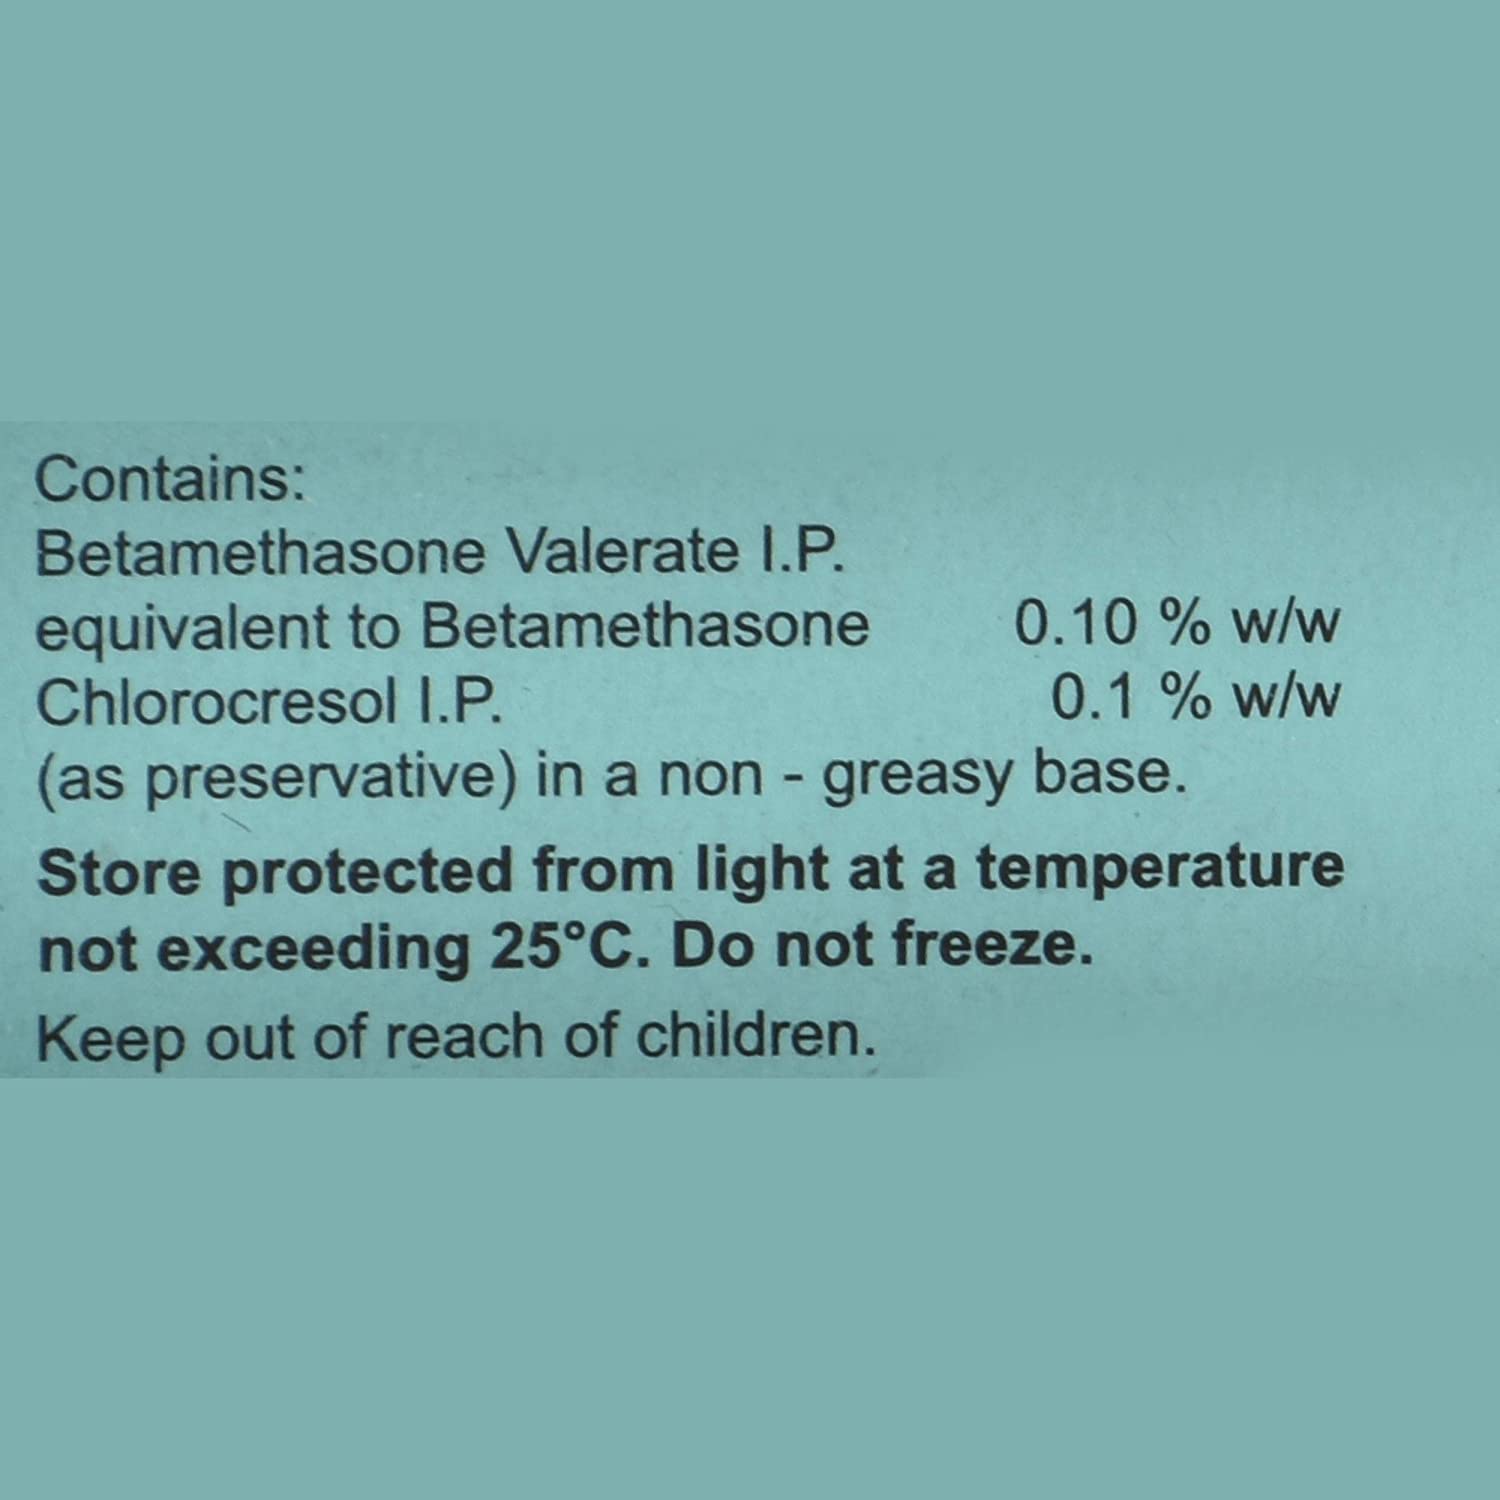 Contains:
Betamethasone Valerate I.P.
equivalent to Betamethasone 0.10 % w/w
Chlorocresol I.P. 0.1 % w/w
(as preservative) in a non - greasy base.
Store protected from light at a temperature
not exceeding 25°C. Do not freeze.
Keep out of reach of children.